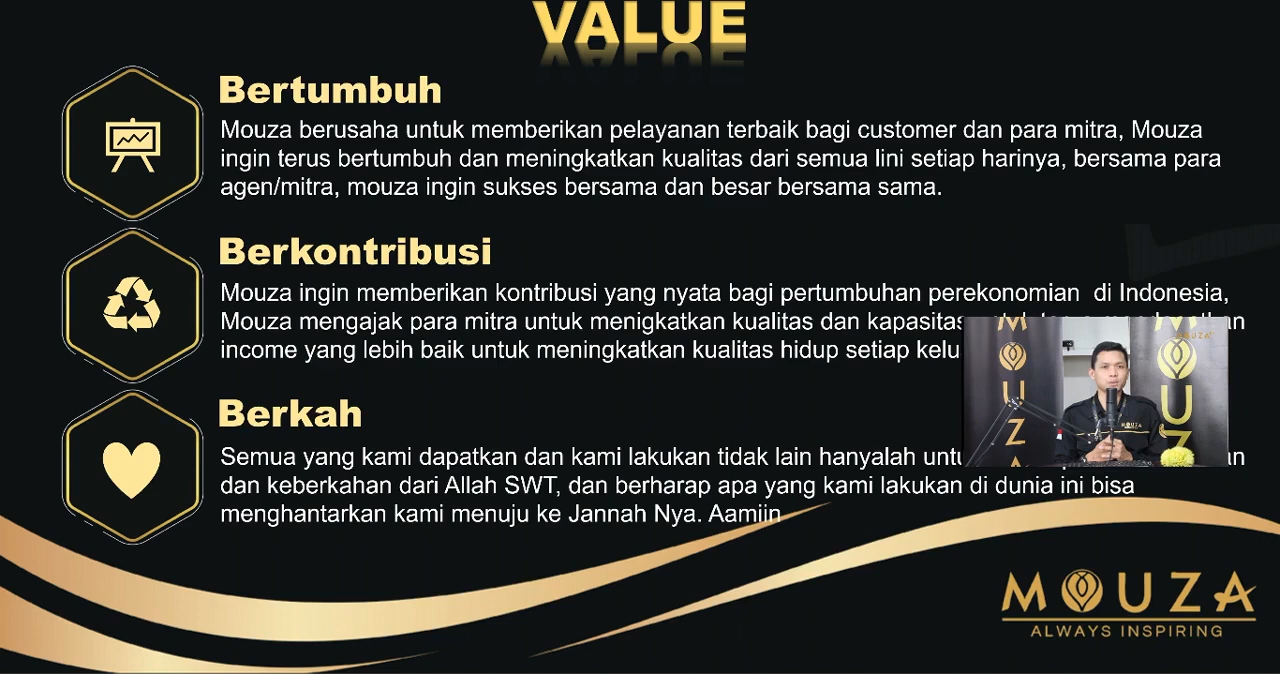 VALUE
Bertumbuh
Mouza berusaha untuk memberikan pelayanan terbaik bagi customer dan para mitra, Mouza
ingin terus bertumbuh dan meningkatkan kualitas dari semua lini setiap harinya, bersama para
agen/mitra, mouza ingin sukses bersama dan besar bersama sama.
Berkontribusi
Mouza ingin memberikan kontribusi yang nyata bagi pertumbuhan perekonomian di Indonesia,
Mouza mengajak para mitra untuk menigkatkan kualitas dan kapasitas
income yang lebih baik untuk meningkatkan kualitas hidup setiap
Berkah
Semua yang kami dapatkan dan kami lakukan tidak lain hanyalah
dan keberkahan dari Allah SWT, dan berharap apa yang kami lakukan di dunia ini bisa
menghantarkan kami menuju ke Jannah Nya. Aamiin
MOUZA
ALWAYS INSPIRING